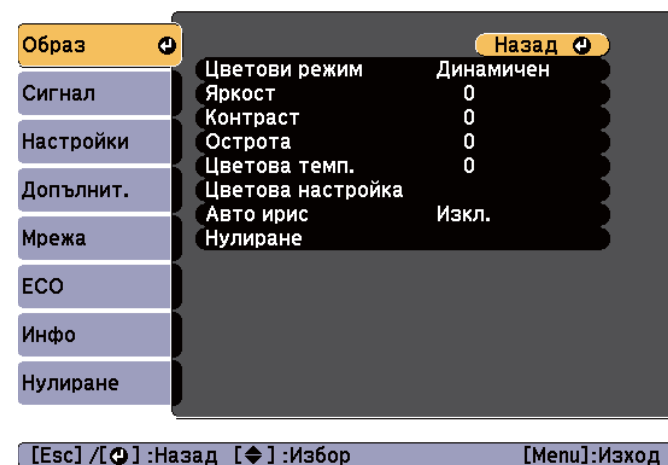 Образ
Сигнал
Настройки
Допълнит.
Мрежа
ECO
Инфо
Нулиране
Назад
Цветови режим Динамичен
Яркост 0
Контраст 0
Острота 0
Цветова темп. 0
Цветова настройка
Авто ирис Изкл.
Нулиране
[Esc] /[⏎] :Назад [◆] :Избор [Menu]:Изход